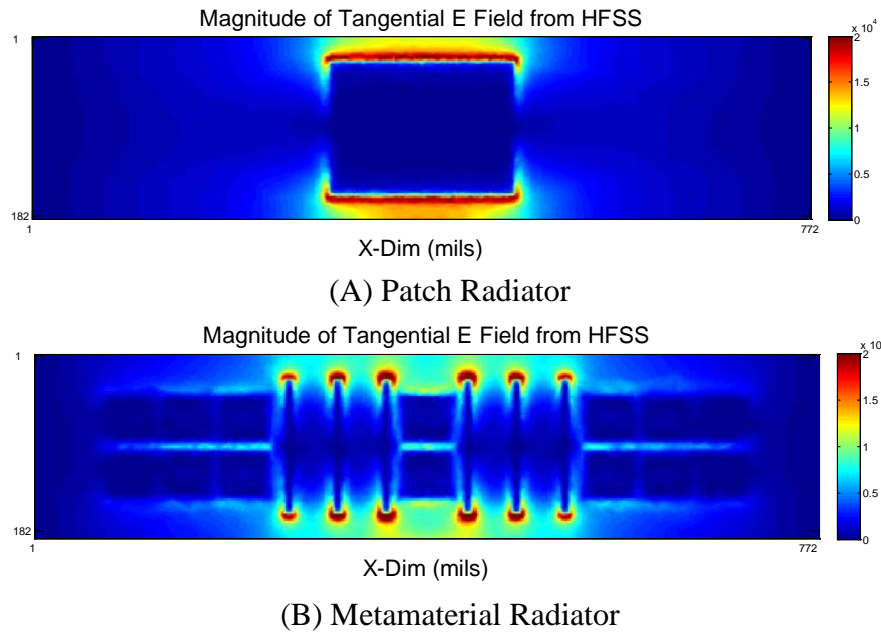 Magnitude of Tangential E Field from HFSS
x 10⁴
1
2
1.5
1
0.5
0
182
1
772
X-Dim (mils)
(A) Patch Radiator
Magnitude of Tangential E Field from HFSS
x 10
1
2
1.5
1
0.5
0
182
1
772
X-Dim (mils)
(B) Metamaterial Radiator